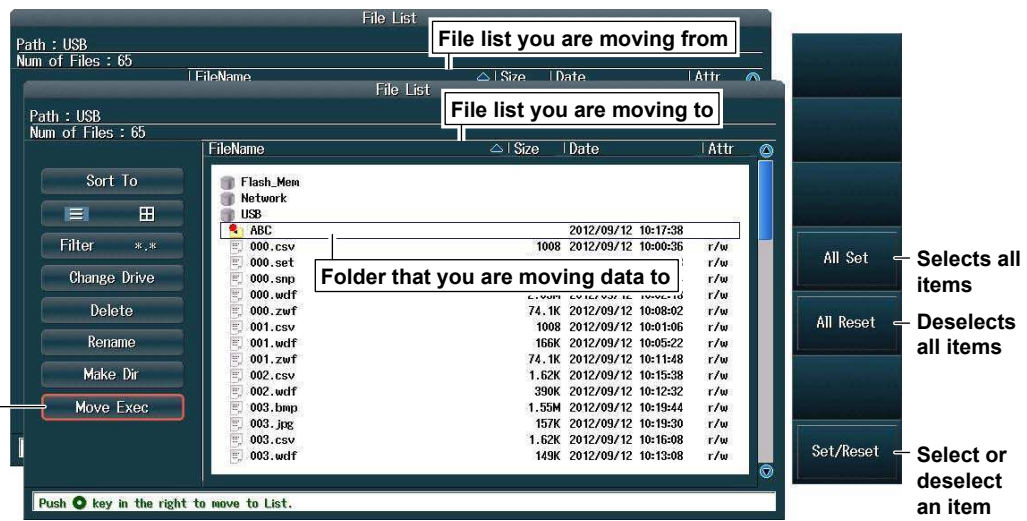 File List
Path : USB
Num of Files : 65
File list you are moving from
FileName Size Date Attr
File List
Path : USB
Num of Files : 65
File list you are moving to
FileName Size Date Attr
Sort To
Filter *.*
Change Drive
Delete
Rename
Make Dir
Move Exec
Flash_Mem
Network
USB
ABC 2012/09/12 10:17:38
000.csv 1008 2012/09/12 10:00:36 r/w
000.set r/w
Folder that you are moving data to
000.snp r/w
000.wdf r/w
000.zwf 74.1K 2012/09/12 10:08:02 r/w
001.csv 1008 2012/09/12 10:01:06 r/w
001.wdf 166K 2012/09/12 10:05:22 r/w
001.zwf 74.1K 2012/09/12 10:11:48 r/w
002.csv 1.62K 2012/09/12 10:15:38 r/w
002.wdf 390K 2012/09/12 10:12:32 r/w
003.bmp 1.55M 2012/09/12 10:19:44 r/w
003.jpg 157K 2012/09/12 10:19:30 r/w
003.csv 1.62K 2012/09/12 10:16:08 r/w
003.wdf 149K 2012/09/12 10:13:08 r/w
Push key in the right to move to List.
All Set
Selects all
items
All Reset
Deselects
all items
Set/Reset
Select or
deselect
an item